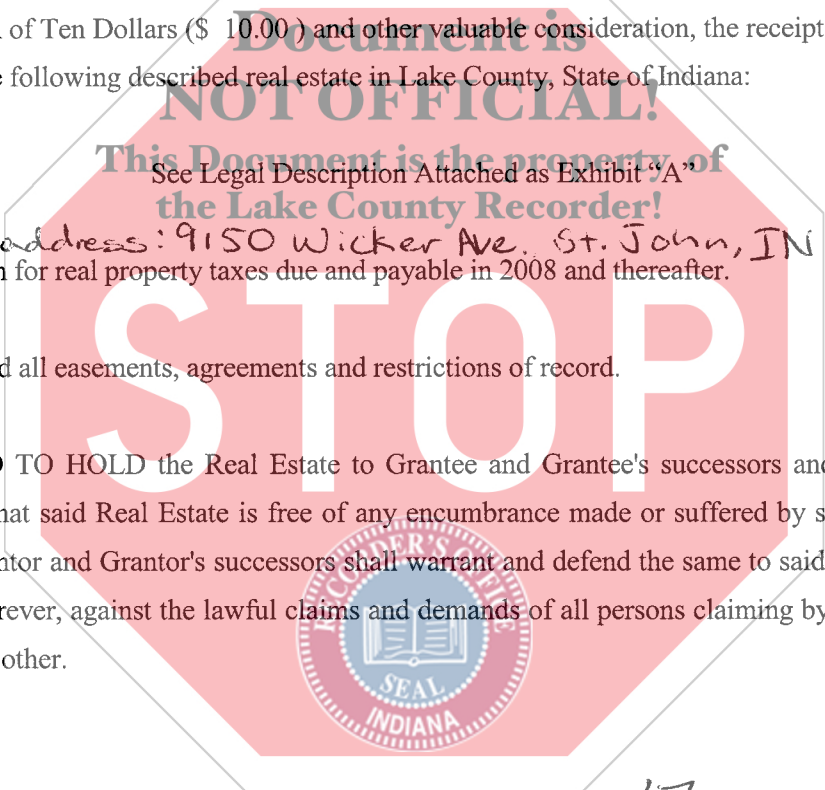 of Ten Dollars ($ 10.00 ) and other valuable consideration, the receipt
Document is
following described real estate in Lake County, State of Indiana:
NOT OFFICIAL!
This Document is the property of
See Legal Description Attached as Exhibit “A”
the Lake County Recorder!
address: 9150 Wicker Ave. St. John, IN
for real property taxes due and payable in 2008 and thereafter.
STOP
all easements, agreements and restrictions of record.
TO HOLD the Real Estate to Grantee and Grantee's successors and
that said Real Estate is free of any encumbrance made or suffered by
and Grantor's successors shall warrant and defend the same to said
against the lawful claims and demands of all persons claiming by
other.
RECORDER'S OFFICE
SEAL
INDIANA